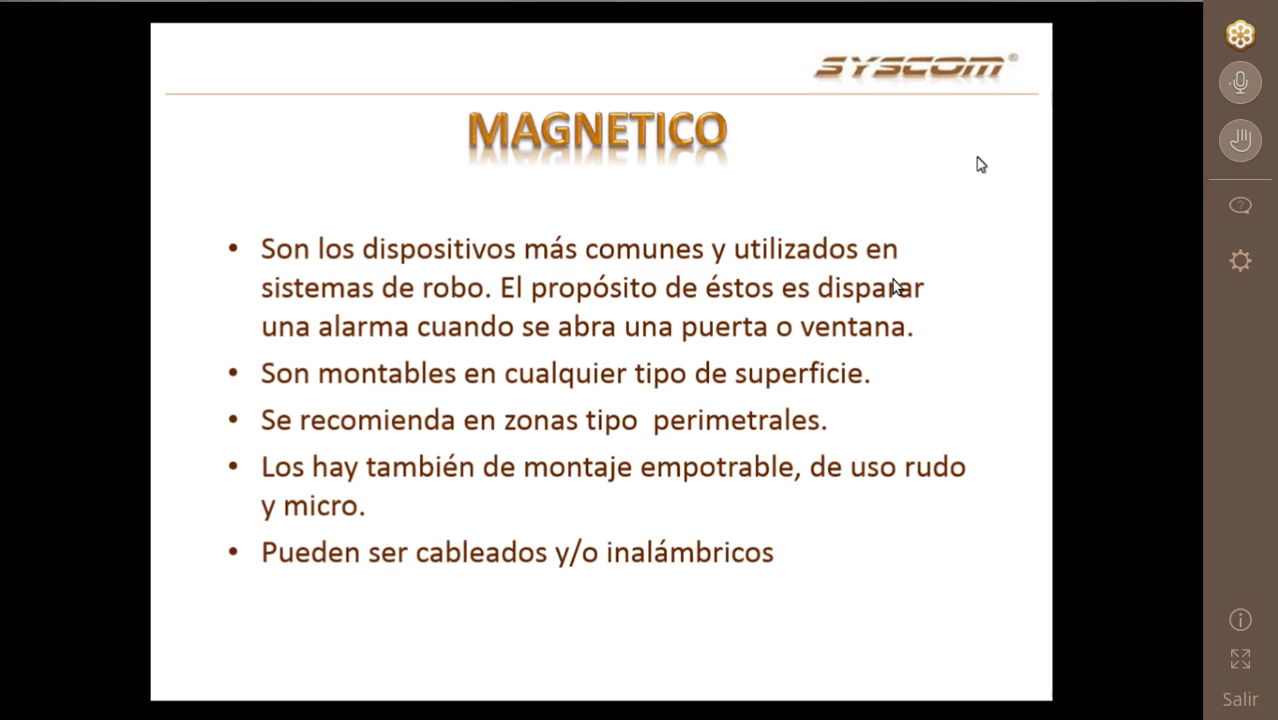 SYSCOM®
MAGNETICO
• Son los dispositivos más comunes y utilizados en
sistemas de robo. El propósito de éstos es disparar
una alarma cuando se abra una puerta o ventana.
• Son montables en cualquier tipo de superficie.
• Se recomienda en zonas tipo perimetrales.
• Los hay también de montaje empotrable, de uso rudo
y micro.
• Pueden ser cableados y/o inalámbricos
Salir